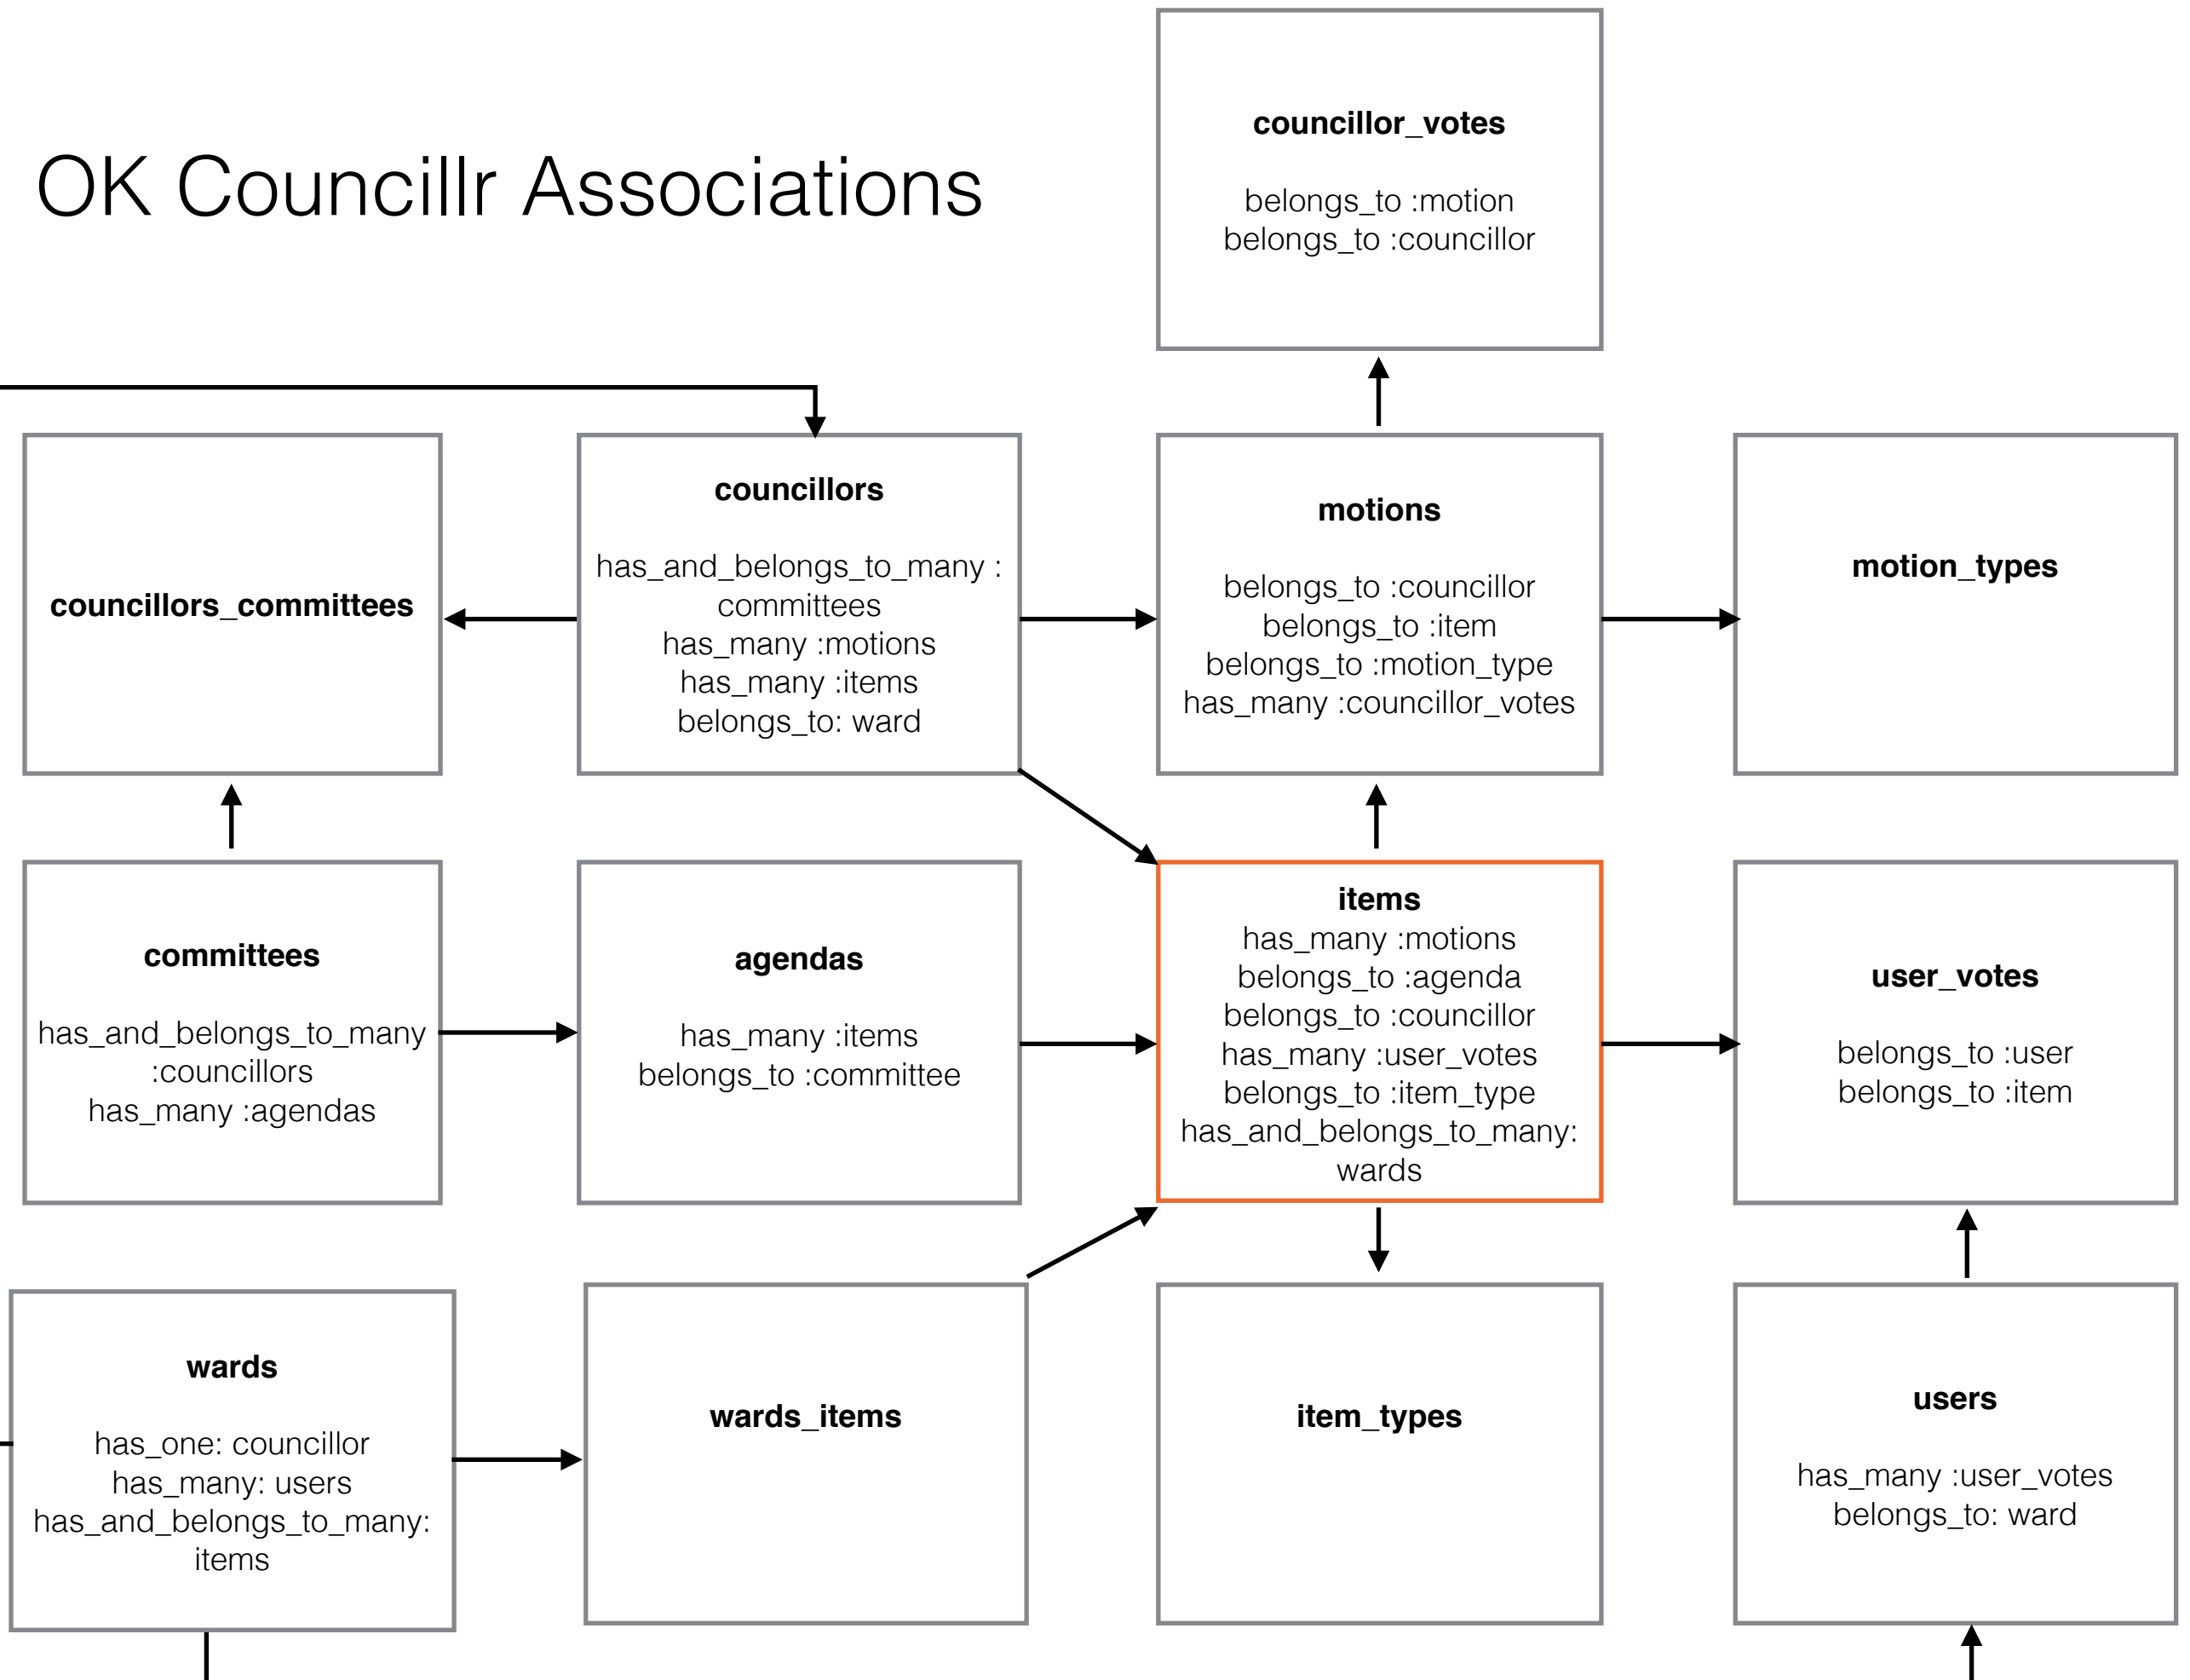 OK Councillr Associations
councillor_votes
belongs_to :motion
belongs_to :councillor
councillors_committees
councillors
has_and_belongs_to_many :
committees
has_many :motions
has_many :items
belongs_to: ward
motions
belongs_to :councillor
belongs_to :item
belongs_to :motion_type
has_many :councillor_votes
motion_types
committees
has_and_belongs_to_many
:councillors
has_many :agendas
agendas
has_many :items
belongs_to :committee
items
has_many :motions
belongs_to :agenda
belongs_to :councillor
has_many :user_votes
belongs_to :item_type
has_and_belongs_to_many:
wards
user_votes
belongs_to :user
belongs_to :item
wards
has_one: councillor
has_many: users
has_and_belongs_to_many:
items
wards_items
item_types
users
has_many :user_votes
belongs_to: ward